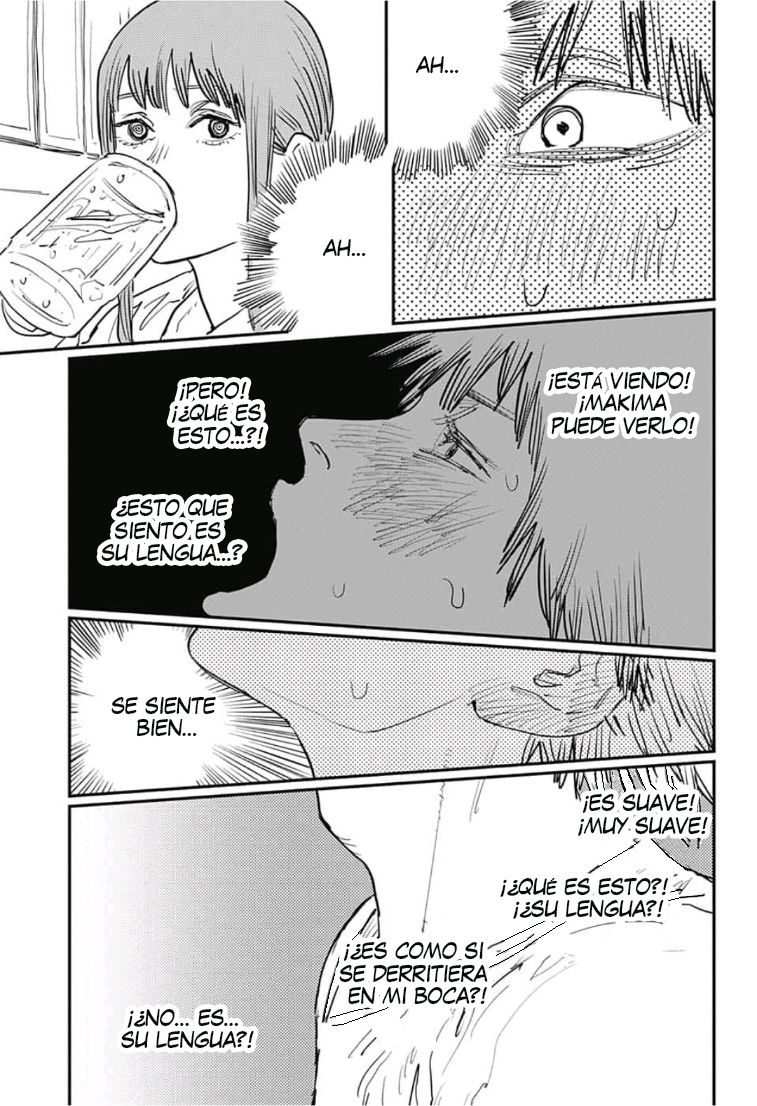 AH...
AH...
¡ESTÁ VIENDO!
¡MAKIMA
PUEDE VERLO!
¡PERO!
¡¿QUÉ ES
ESTO...?!
¿ESTO QUE
SIENTO ES
SU LENGUA...?
SE SIENTE
BIEN...
¡ES SUAVE!
¡MUY SUAVE!
¡¿QUÉ ES ESTO?!
¡¿SU LENGUA?!
¡¿ES COMO SI
SE DERRITIERA
EN MI BOCA?!
¡¿NO... ES...
SU LENGUA?!